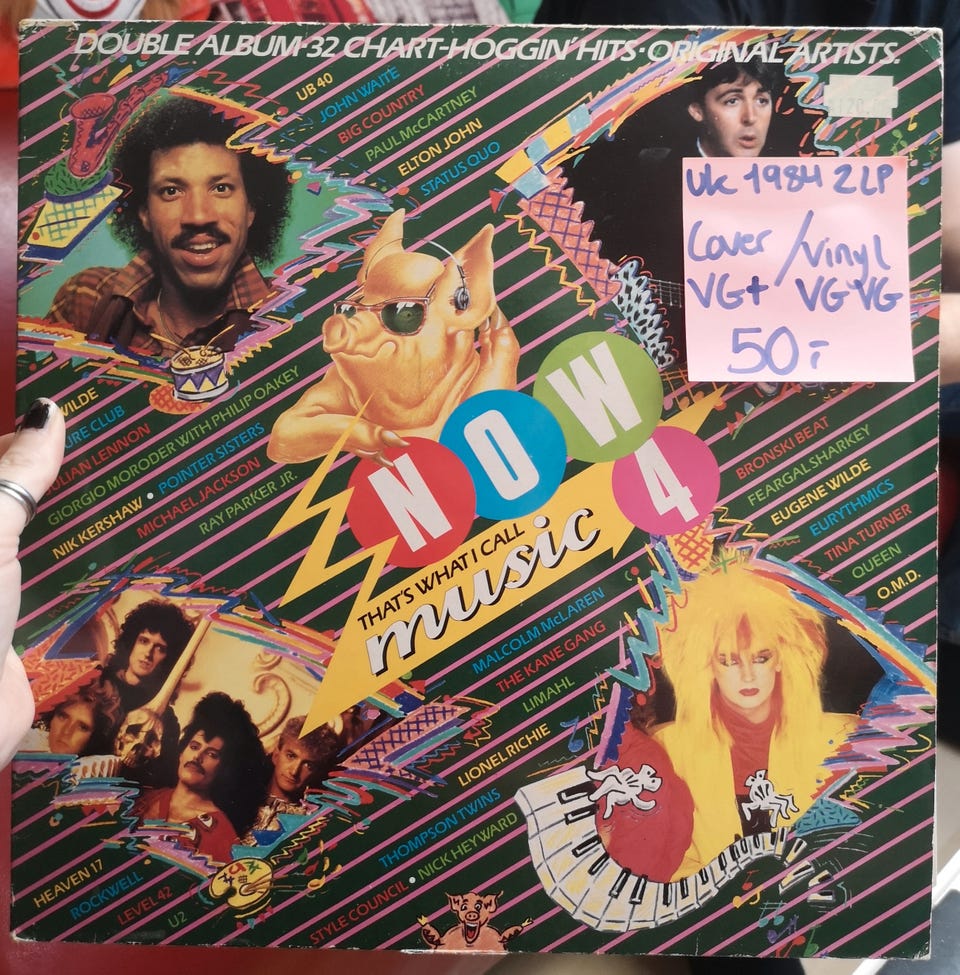 DOUBLE ALBUM·32 CHART-HOGGIN' HITS·ORIGINAL ARTISTS.
UB 40
JOHN WAITE
BIG COUNTRY
PAUL McCARTNEY
ELTON JOHN
STATUS QUO
Uk 1984 2 LP
Cover / Vinyl
VG+ VG VG
50:-
WILDE
URE CLUB
JULIAN LENNON
GIORGIO MORODER WITH PHILIP OAKEY
NIK KERSHAW • POINTER SISTERS
MICHAEL JACKSON
RAY PARKER JR.
NOW
4
THAT'S WHAT I CALL
music
BRONSKI BEAT
FEARGAL SHARKEY
EUGENE WILDE
EURYTHMICS
TINA TURNER
QUEEN
O.M.D.
MALCOLM McLAREN
THE KANE GANG
LIMAHL
LIONEL RICHIE
THOMPSON TWINS
STYLE COUNCIL • NICK HEYWARD
HEAVEN 17
ROCKWELL
LEVEL 42
U2